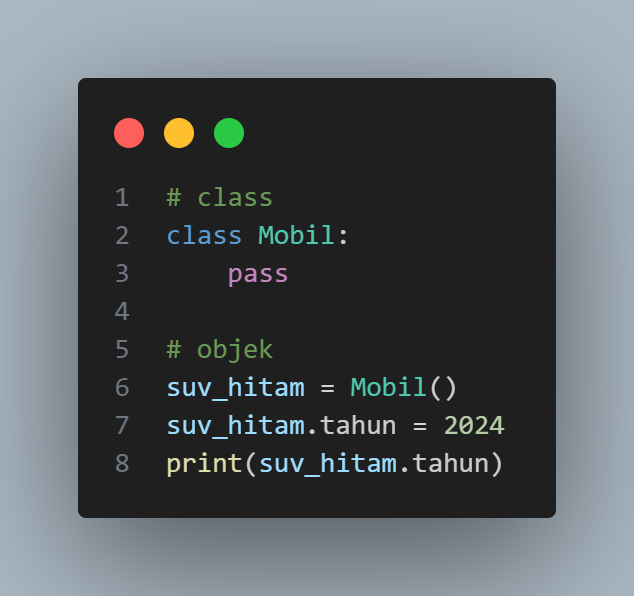 1 # class
2 class Mobil:
3     pass
4
5 # objek
6 suv_hitam = Mobil()
7 suv_hitam.tahun = 2024
8 print(suv_hitam.tahun)